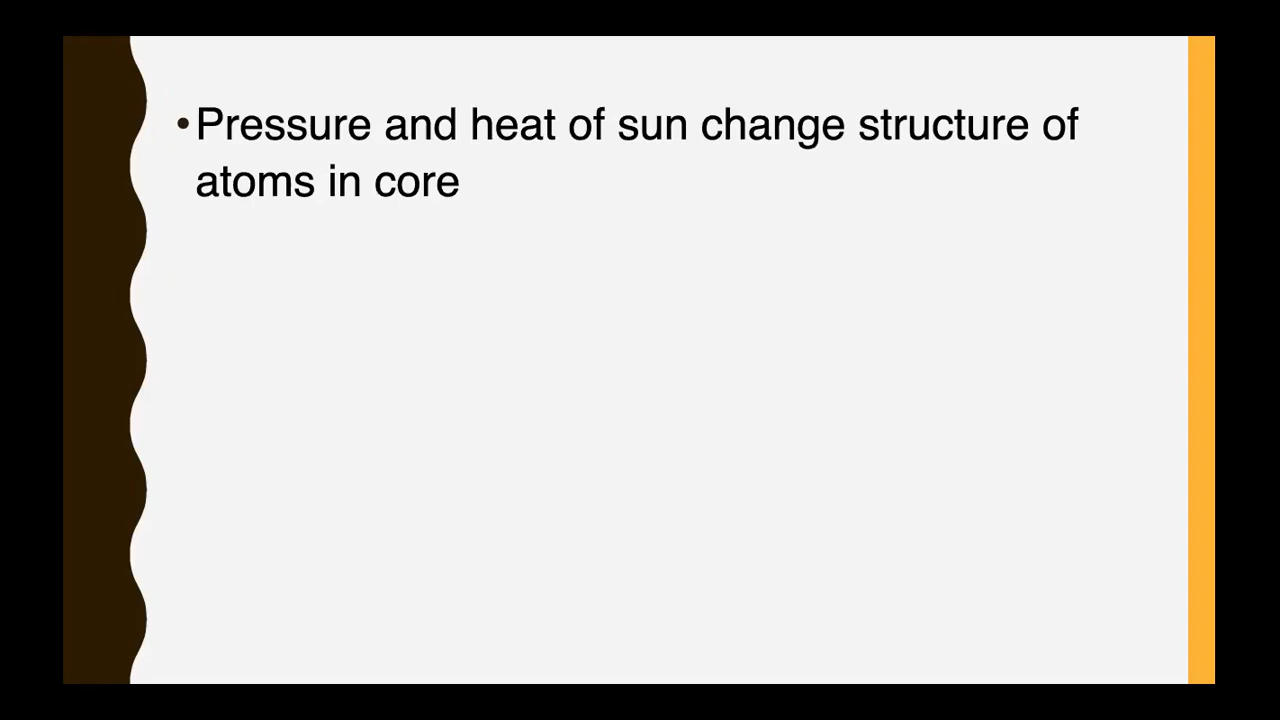 •Pressure and heat of sun change structure of
atoms in core